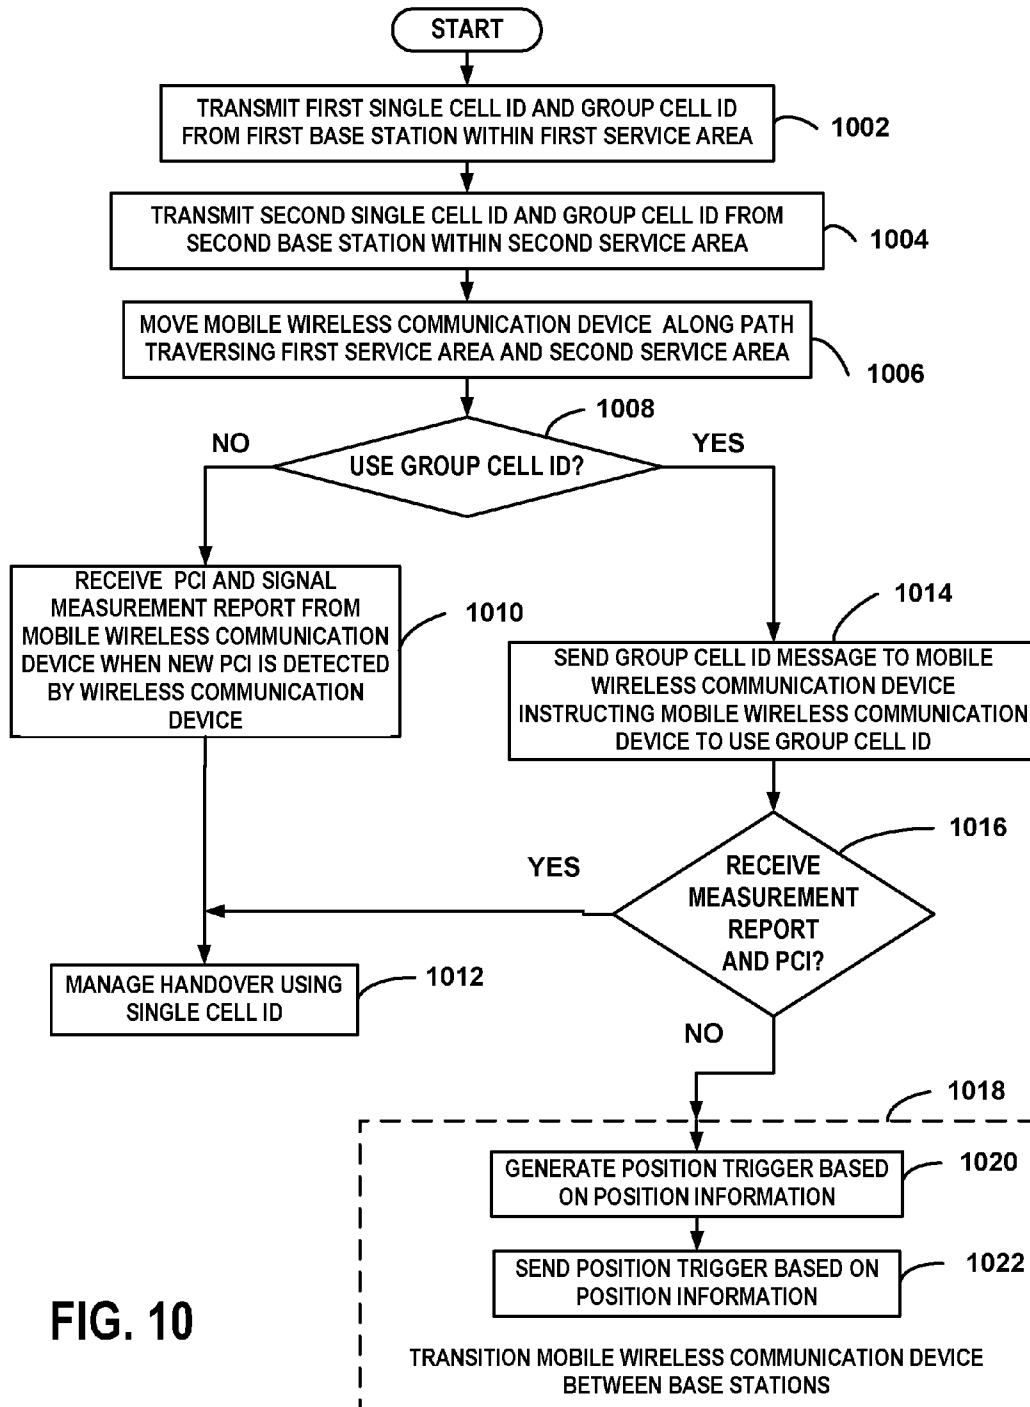 START
TRANSMIT FIRST SINGLE CELL ID AND GROUP CELL ID
FROM FIRST BASE STATION WITHIN FIRST SERVICE AREA
1002
TRANSMIT SECOND SINGLE CELL ID AND GROUP CELL ID FROM
SECOND BASE STATION WITHIN SECOND SERVICE AREA
1004
MOVE MOBILE WIRELESS COMMUNICATION DEVICE ALONG PATH
TRAVERSING FIRST SERVICE AREA AND SECOND SERVICE AREA
1006
1008
NO
YES
USE GROUP CELL ID?
RECEIVE PCI AND SIGNAL
MEASUREMENT REPORT FROM
MOBILE WIRELESS COMMUNICATION
DEVICE WHEN NEW PCI IS DETECTED
BY WIRELESS COMMUNICATION
DEVICE
1010
1014
SEND GROUP CELL ID MESSAGE TO MOBILE
WIRELESS COMMUNICATION DEVICE
INSTRUCTING MOBILE WIRELESS COMMUNICATION
DEVICE TO USE GROUP CELL ID
1016
YES
RECEIVE
MEASUREMENT
REPORT
AND PCI?
MANAGE HANDOVER USING
SINGLE CELL ID
1012
NO
1018
GENERATE POSITION TRIGGER BASED
ON POSITION INFORMATION
1020
SEND POSITION TRIGGER BASED ON
POSITION INFORMATION
1022
FIG. 10
TRANSITION MOBILE WIRELESS COMMUNICATION DEVICE
BETWEEN BASE STATIONS